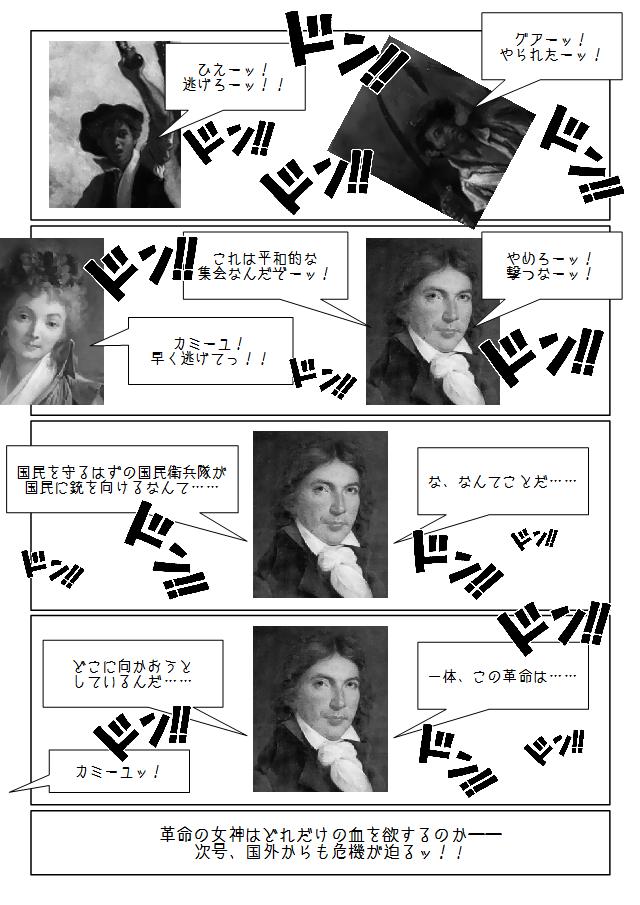 グアーッ！
やられたーッ！
ドン!!
ひえーッ！
逃げろーッ！！
ドン!!
ドン!!
ドン!!
やめろーッ！
撃つなーッ！
これは平和的な
集会なんだぞーッ！
ドン!!
カミーユ！
早く逃げてっ！！
ドン!!
ドン!!
な、なんてことだ……
国民を守るはずの国民衛兵隊が
国民に銃を向けるなんて……
ドン!!
ドン!!
ドン!!
ドン!!
ドン!!
一体、この革命は……
どこに向かおうと
しているんだ……
ドン!!
ドン!!
ドン!!
カミーユッ！
革命の女神はどれだけの血を欲するのか――
次号、国外からも危機が迫るッ！！